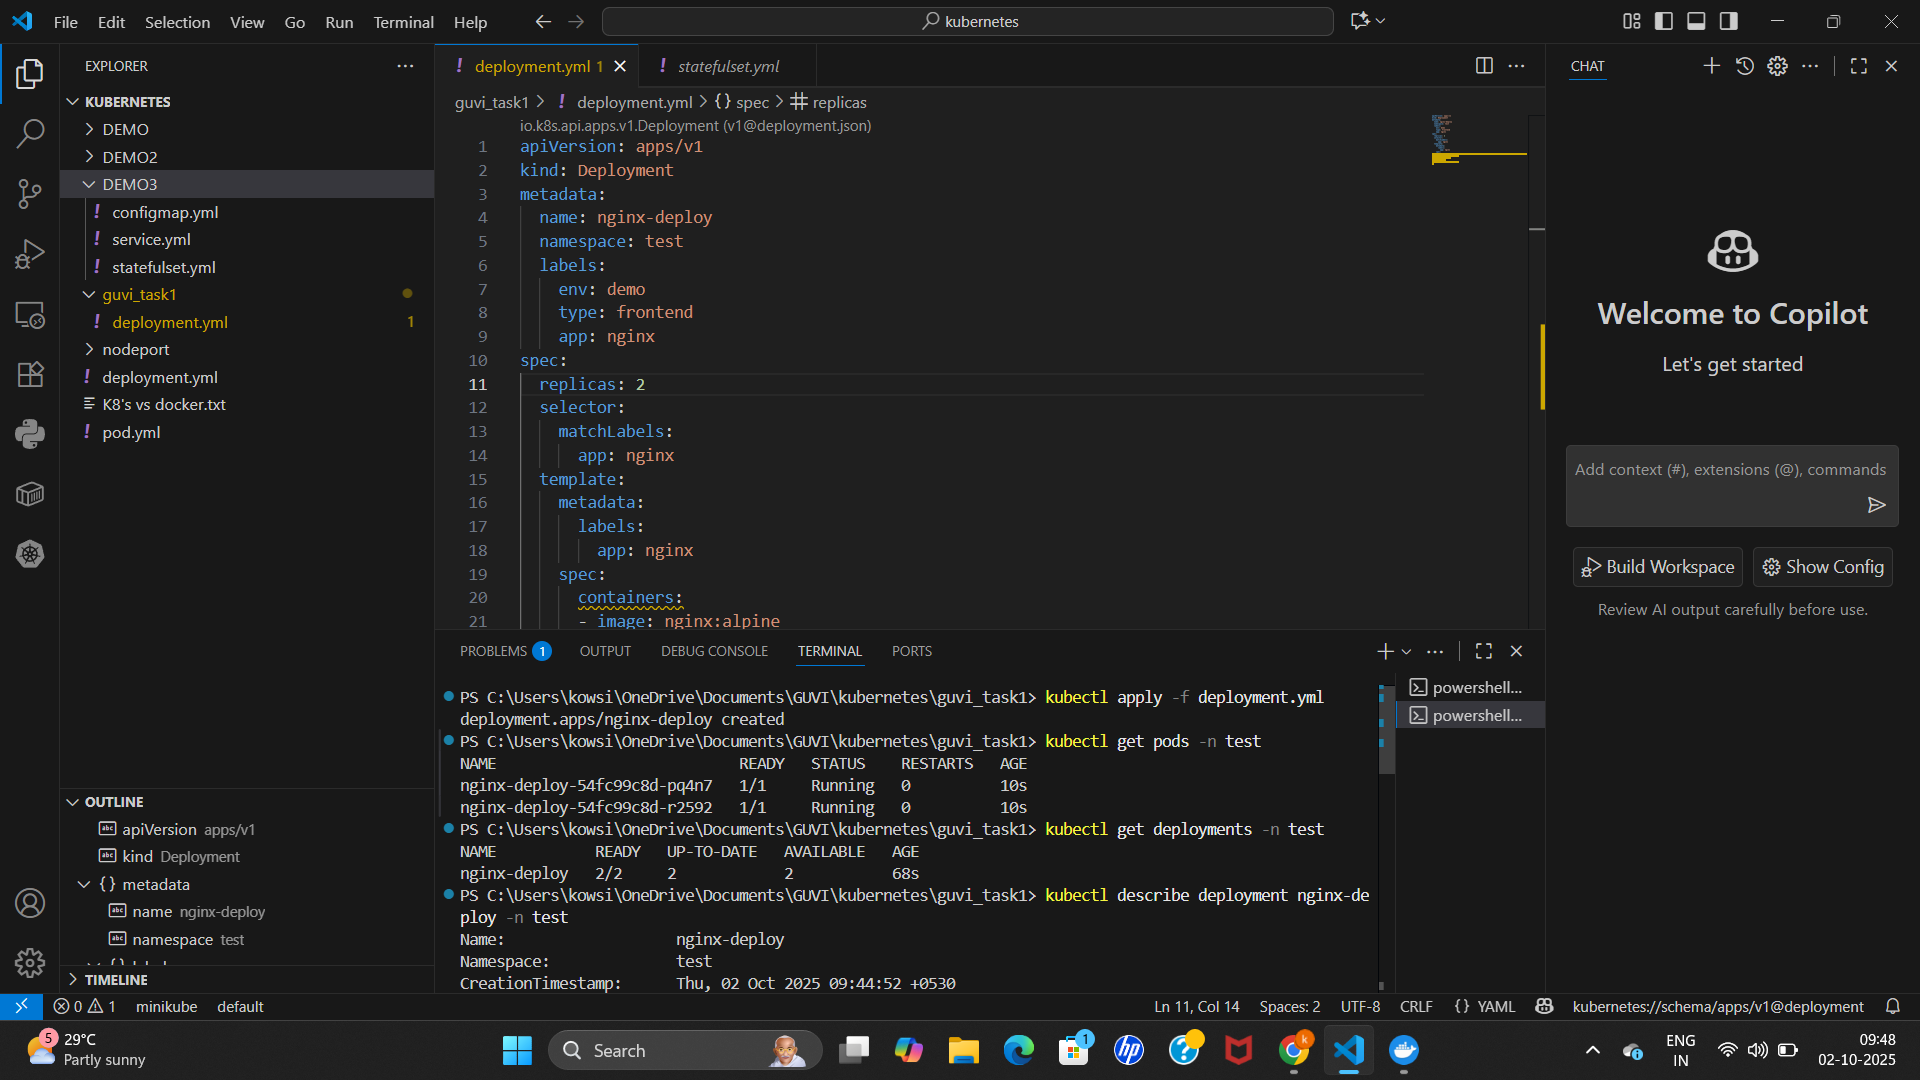 File Edit Selection View Go Run Terminal Help
kubernetes
EXPLORER
KUBERNETES
DEMO
DEMO2
DEMO3
! configmap.yml
! service.yml
! statefulset.yml
guvi_task1
! deployment.yml 1
nodeport
! deployment.yml
K8's vs docker.txt
! pod.yml
OUTLINE
abc apiVersion apps/v1
abc kind Deployment
{} metadata
abc name nginx-deploy
abc namespace test
TIMELINE
! deployment.yml 1
! statefulset.yml
guvi_task1 > ! deployment.yml > {} spec > # replicas
io.k8s.api.apps.v1.Deployment (v1@deployment.json)
1 apiVersion: apps/v1
2 kind: Deployment
3 metadata:
4 name: nginx-deploy
5 namespace: test
6 labels:
7 env: demo
8 type: frontend
9 app: nginx
10 spec:
11 replicas: 2
12 selector:
13 matchLabels:
14 app: nginx
15 template:
16 metadata:
17 labels:
18 app: nginx
19 spec:
20 containers:
21 - image: nginx:alpine
PROBLEMS 1 OUTPUT DEBUG CONSOLE TERMINAL PORTS
PS C:\Users\kowsi\OneDrive\Documents\GUVI\kubernetes\guvi_task1> kubectl apply -f deployment.yml
deployment.apps/nginx-deploy created
PS C:\Users\kowsi\OneDrive\Documents\GUVI\kubernetes\guvi_task1> kubectl get pods -n test
NAME READY STATUS RESTARTS AGE
nginx-deploy-54fc99c8d-pq4n7 1/1 Running 0 10s
nginx-deploy-54fc99c8d-r2592 1/1 Running 0 10s
PS C:\Users\kowsi\OneDrive\Documents\GUVI\kubernetes\guvi_task1> kubectl get deployments -n test
NAME READY UP-TO-DATE AVAILABLE AGE
nginx-deploy 2/2 2 2 68s
PS C:\Users\kowsi\OneDrive\Documents\GUVI\kubernetes\guvi_task1> kubectl describe deployment nginx-de
ploy -n test
Name: nginx-deploy
Namespace: test
CreationTimestamp: Thu, 02 Oct 2025 09:44:52 +0530
powershell...
powershell...
CHAT
Welcome to Copilot
Let's get started
Add context (#), extensions (@), commands
Build Workspace
Show Config
Review AI output carefully before use.
0 1 minikube default
Ln 11, Col 14 Spaces: 2 UTF-8 CRLF {} YAML kubernetes://schema/apps/v1@deployment
5
29°C
Partly sunny
Search
1
hp
k
ENG
IN
09:48
02-10-2025